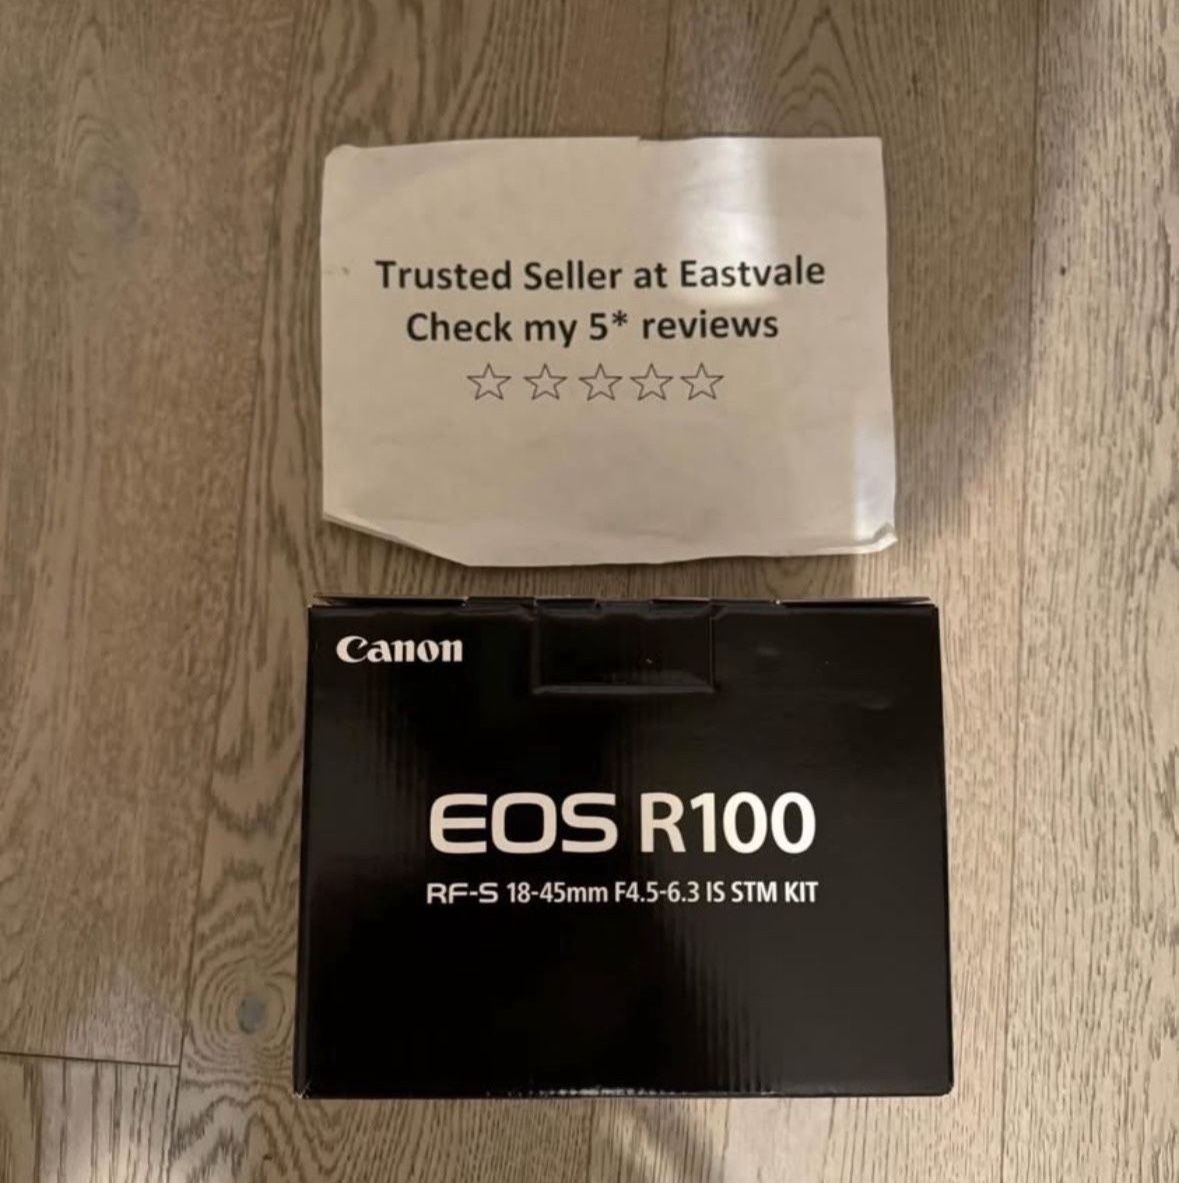 Trusted Seller at Eastvale
Check my 5* reviews
☆☆☆☆☆
Canon
EOS R100
RF-S 18-45mm F4.5-6.3 IS STM KIT